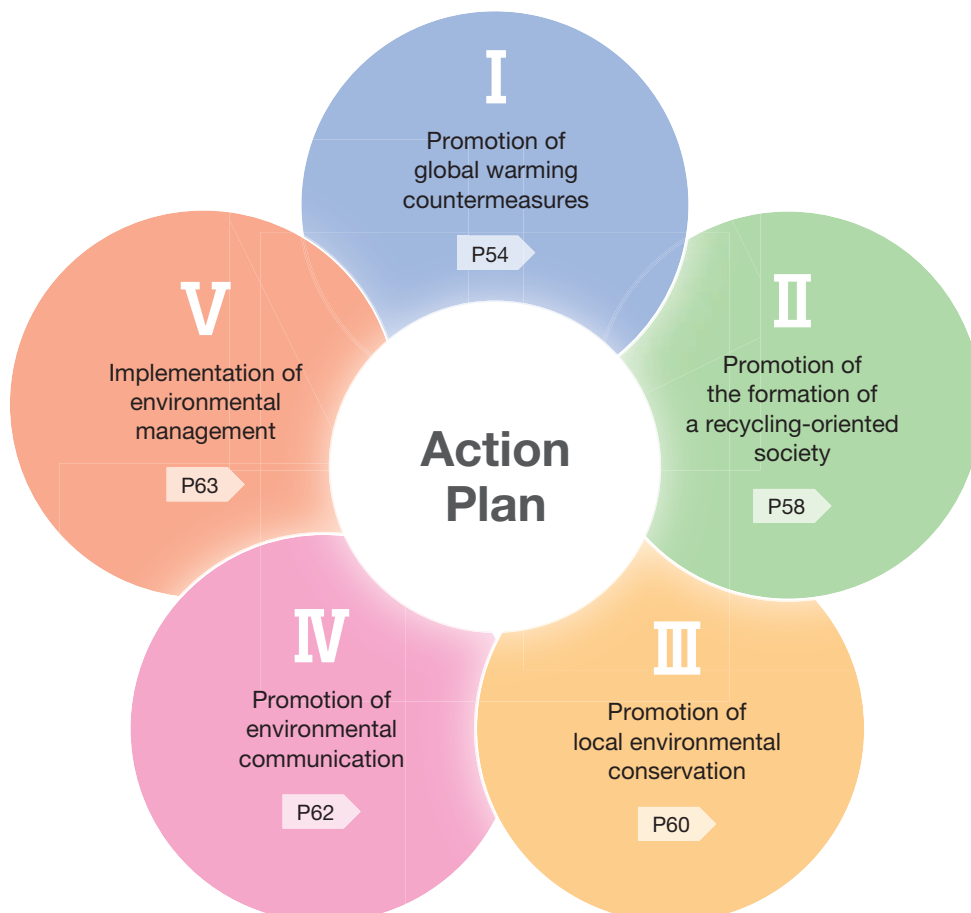 I
Promotion of
global warming
countermeasures
P54
II
Promotion of
the formation of
a recycling-oriented
society
P58
III
Promotion of
local environmental
conservation
P60
IV
Promotion of
environmental
communication
P62
V
Implementation of
environmental
management
P63
Action
Plan